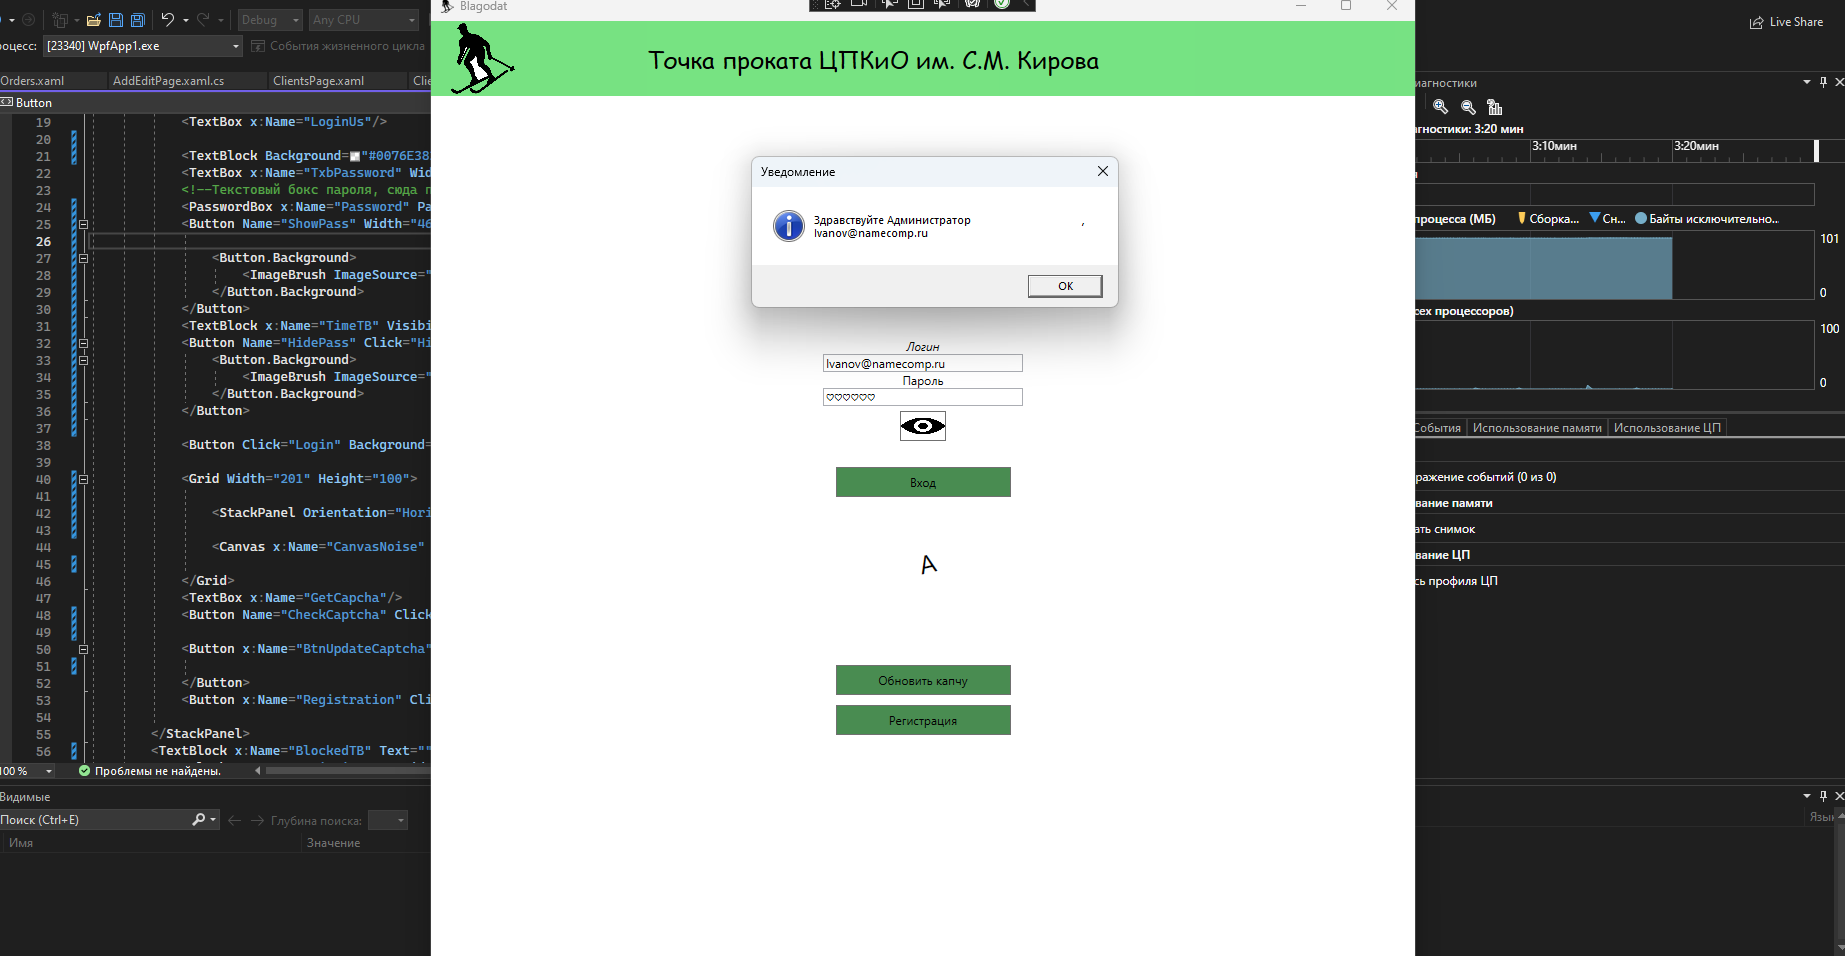 Blagodat
Debug
Any CPU
Live Share
роцесс:
[23340] WpfApp1.exe
События жизненного цикла
Orders.xaml
AddEditPage.xaml.cs
ClientsPage.xaml
Точка проката ЦПКиО им. С.М. Кирова
Button
19 <TextBox x:Name="LoginUs"/>
20
21 <TextBlock Background="#0076E38
22 <TextBox x:Name="TxbPassword" Wid
23 <!--Текстовый бокс пароля, сюда п
24 <PasswordBox x:Name="Password" Pa
25 <Button Name="ShowPass" Width="46
26
27 <Button.Background>
28 <ImageBrush ImageSource="
29 </Button.Background>
30 </Button>
31 <TextBlock x:Name="TimeTB" Visibi
32 <Button Name="HidePass" Click="Hi
33 <Button.Background>
34 <ImageBrush ImageSource="
35 </Button.Background>
36 </Button>
37
38 <Button Click="Login" Background=
39
40 <Grid Width="201" Height="100">
41
42 <StackPanel Orientation="Hori
43
44 <Canvas x:Name="CanvasNoise"
45
46 </Grid>
47 <TextBox x:Name="GetCapcha"/>
48 <Button Name="CheckCaptcha" Click
49
50 <Button x:Name="BtnUpdateCaptcha"
51
52 </Button>
53 <Button x:Name="Registration" Cli
54
55 </StackPanel>
56 <TextBlock x:Name="BlockedTB" Text=""
100 %
Проблемы не найдены.
Видимые
Поиск (Ctrl+E)
Глубина поиска:
Имя
Значение
Уведомление
Здравствуйте Администратор ,
Ivanov@namecomp.ru
OK
Логин
Ivanov@namecomp.ru
Пароль
♡♡♡♡♡♡
Вход
A
Обновить капчу
Регистрация
иагностики
гностики: 3:20 мин
3:10мин
3:20мин
процесса (МБ)
Сборка...
Сн...
Байты исключительно...
101
0
сех процессоров)
100
0
События
Использование памяти
Использование ЦП
ражение событий (0 из 0)
вание памяти
ать снимок
вание ЦП
сь профиля ЦП
Язык